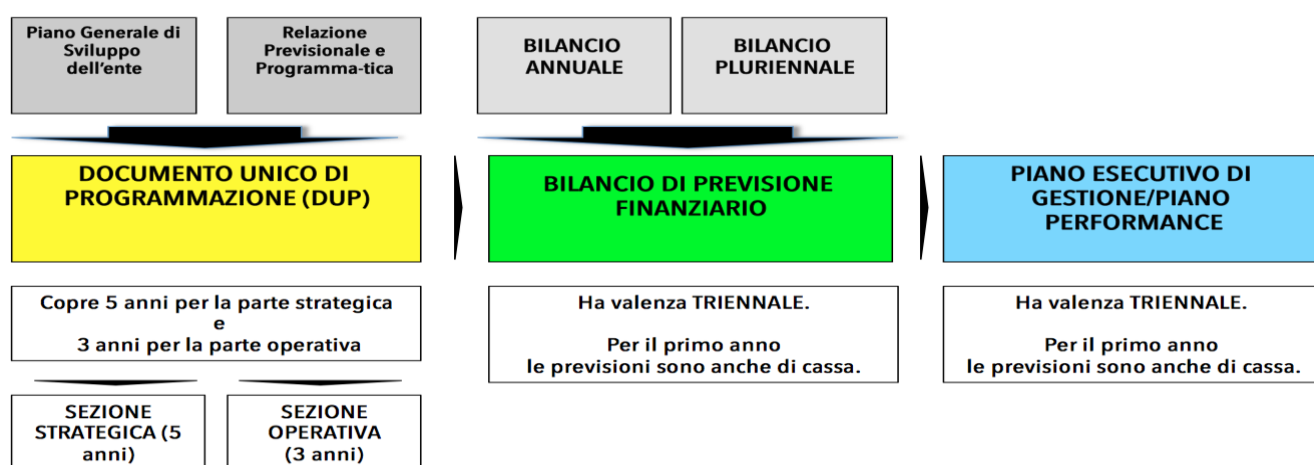 Piano Generale di
Sviluppo
dell'ente
Relazione
Previsionale e
Programma-tica
BILANCIO
ANNUALE
BILANCIO
PLURIENNALE
DOCUMENTO UNICO DI
PROGRAMMAZIONE (DUP)
BILANCIO DI PREVISIONE
FINANZIARIO
PIANO ESECUTIVO DI
GESTIONE/PIANO
PERFORMANCE
Copre 5 anni per la parte strategica
e
3 anni per la parte operativa
Ha valenza TRIENNALE.
Per il primo anno
le previsioni sono anche di cassa.
Ha valenza TRIENNALE.
Per il primo anno
le previsioni sono anche di cassa.
SEZIONE
STRATEGICA (5
anni)
SEZIONE
OPERATIVA
(3 anni)